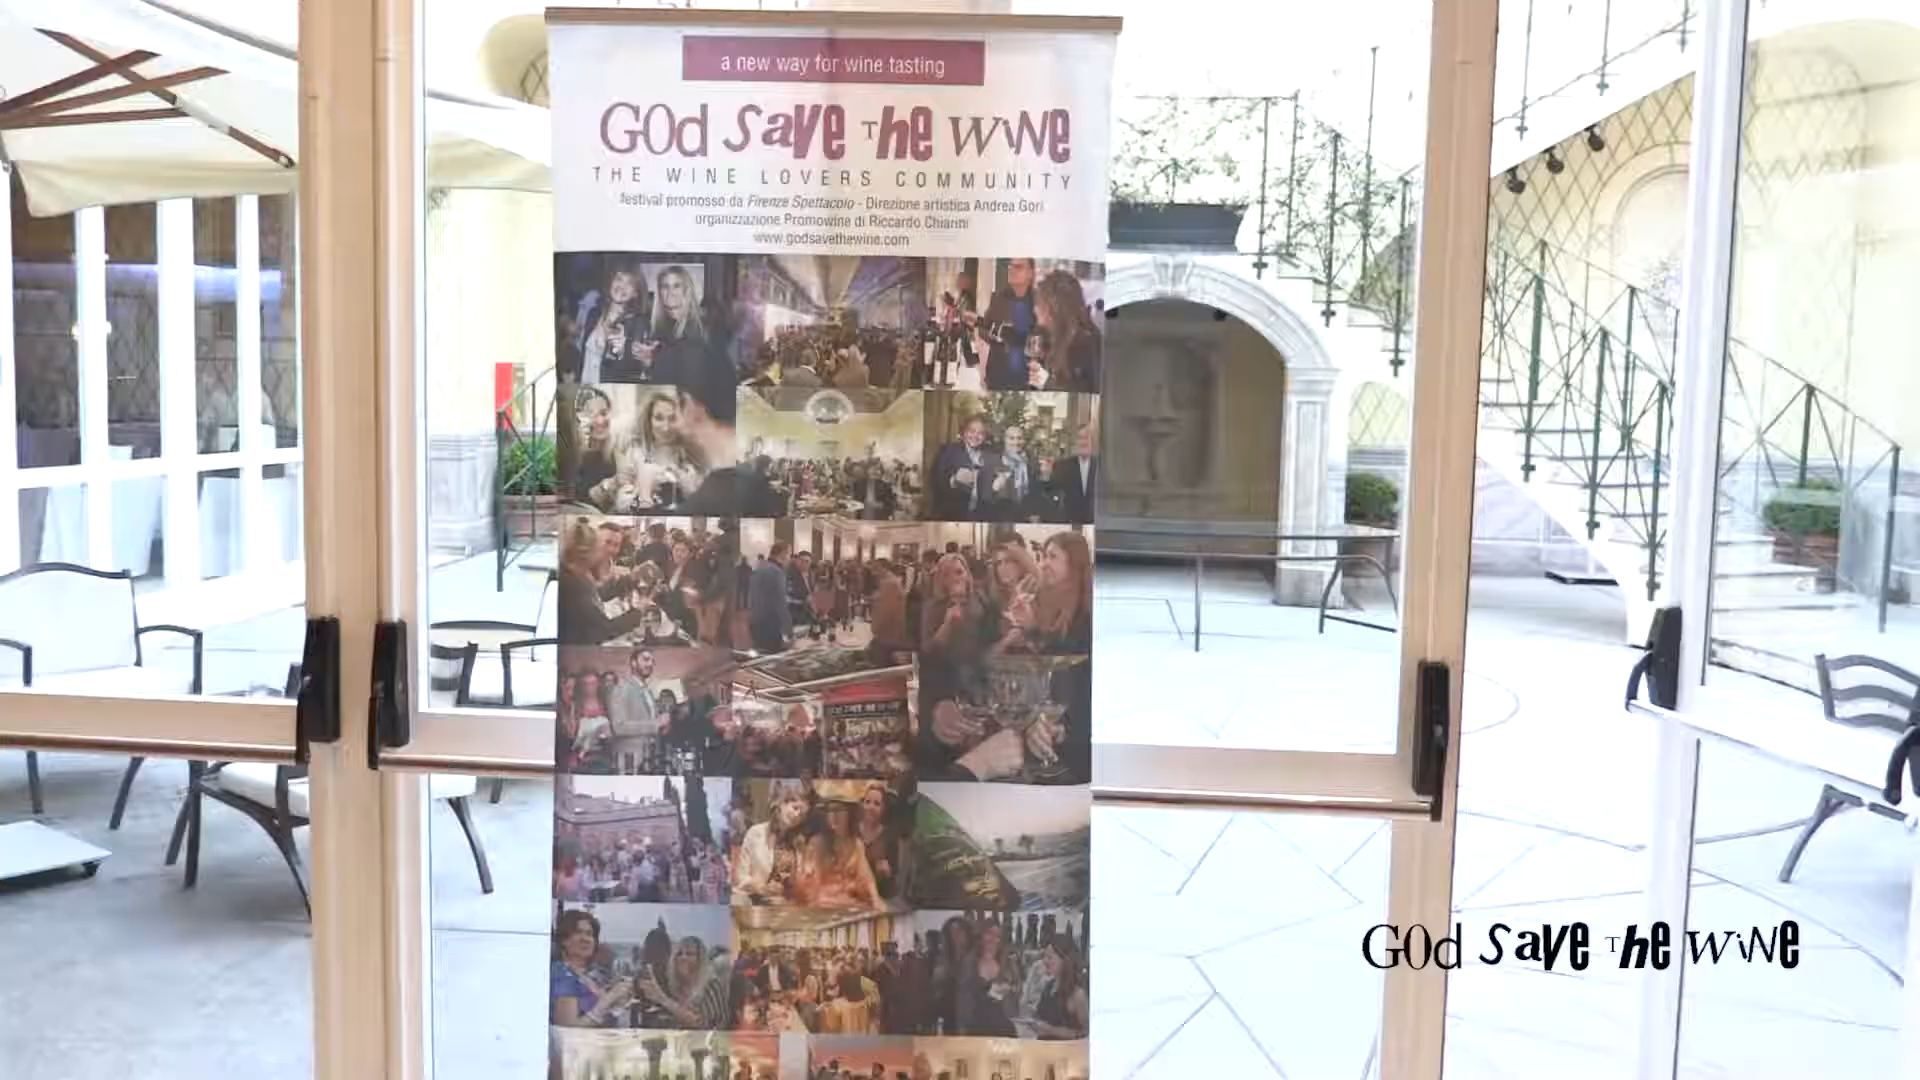 a new way for wine tasting
GOd Save THe WiNe
THE WINE LOVERS COMMUNITY
festival promosso da Firenze Spettacolo - Direzione artistica Andrea Gori
organizzazione Promowine di Riccardo Chiarini
www.godsavethewine.com
GOd Save THe WiNe